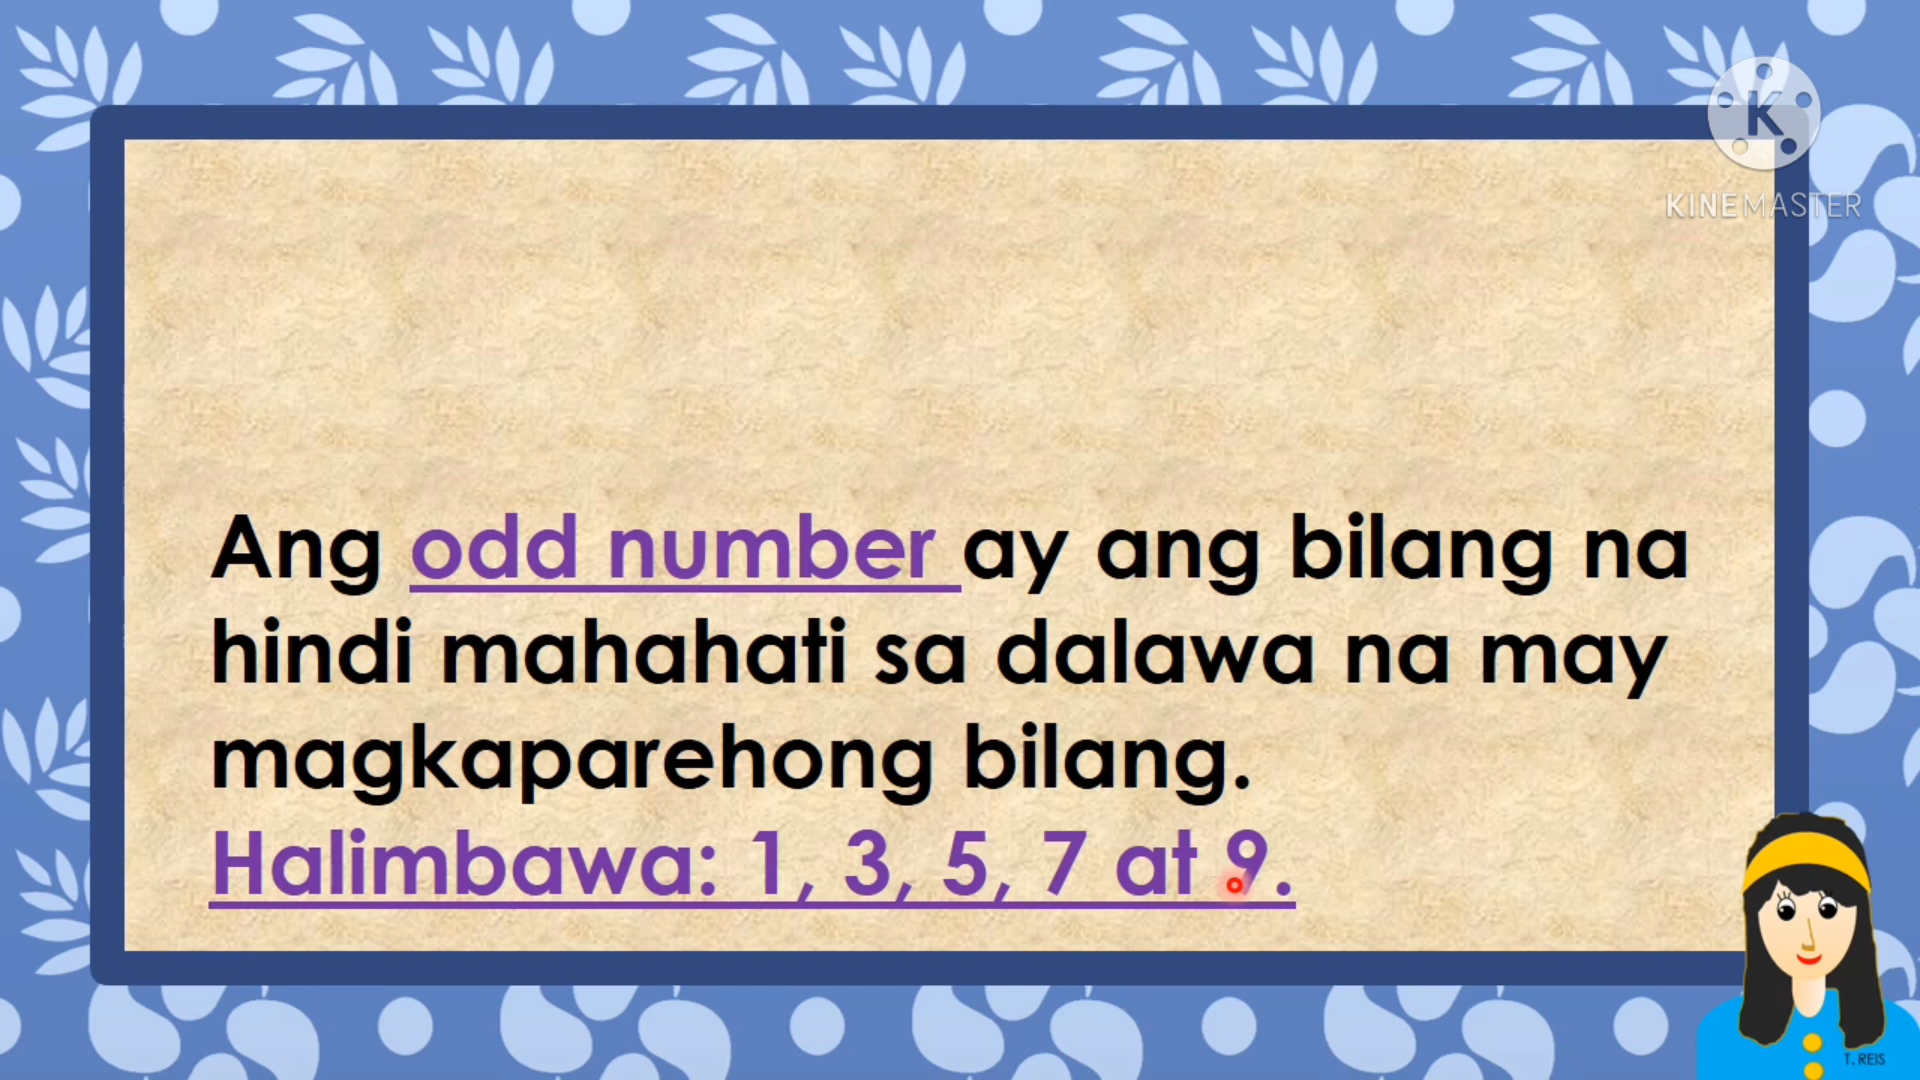 K
KINEMASTER
Ang odd number ay ang bilang na
hindi mahahati sa dalawa na may
magkaparehong bilang.
Halimbawa: 1, 3, 5, 7 at 9.
T. REIS